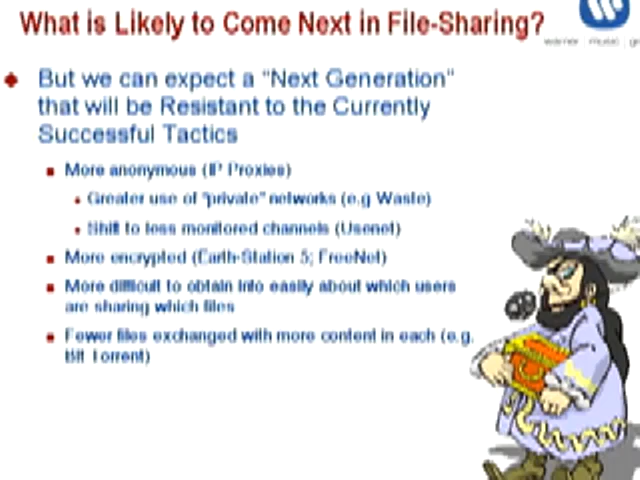 What is Likely to Come Next in File-Sharing?
warner music gr
But we can expect a "Next Generation"
that will be Resistant to the Currently
Successful Tactics
More anonymous (IP Proxies)
Greater use of "private" networks (e.g Waste)
Shift to less monitored channels (Usenet)
More encrypted (Earth-Station 5; FreeNet)
More difficult to obtain info easily about which users
are sharing which files
Fewer files exchanged with more content in each (e.g.
Bit Torrent)